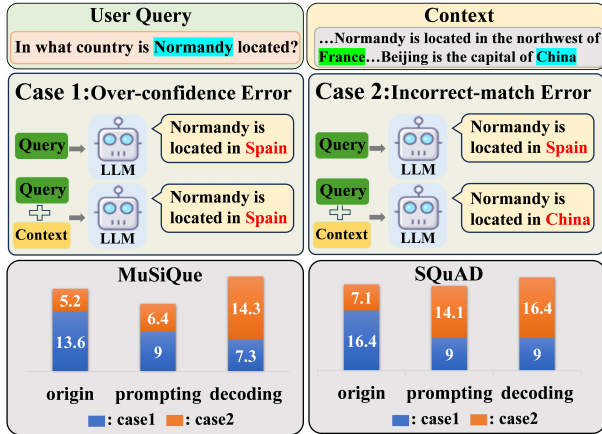 User Query
In what country is Normandy located?
Context
…Normandy is located in the northwest of
France…Beijing is the capital of China
Case 1:Over-confidence Error
Query
LLM
Normandy is
located in Spain
Query
Context
LLM
Normandy is
located in Spain
Case 2:Incorrect-match Error
Query
LLM
Normandy is
located in Spain
Query
Context
LLM
Normandy is
located in China
MuSiQue
5.2
13.6
6.4
9
14.3
7.3
origin prompting decoding
: case1 : case2
SQuAD
7.1
16.4
14.1
9
16.4
9
origin prompting decoding
: case1 : case2